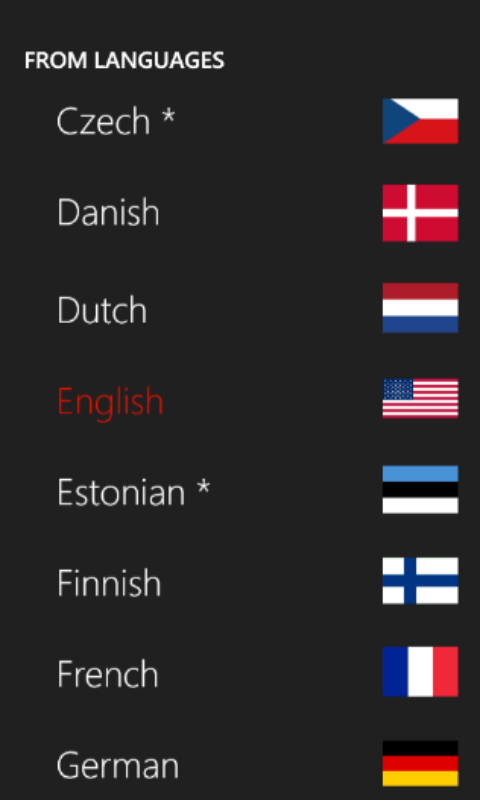 FROM LANGUAGES
Czech *
Danish
Dutch
English
Estonian *
Finnish
French
German